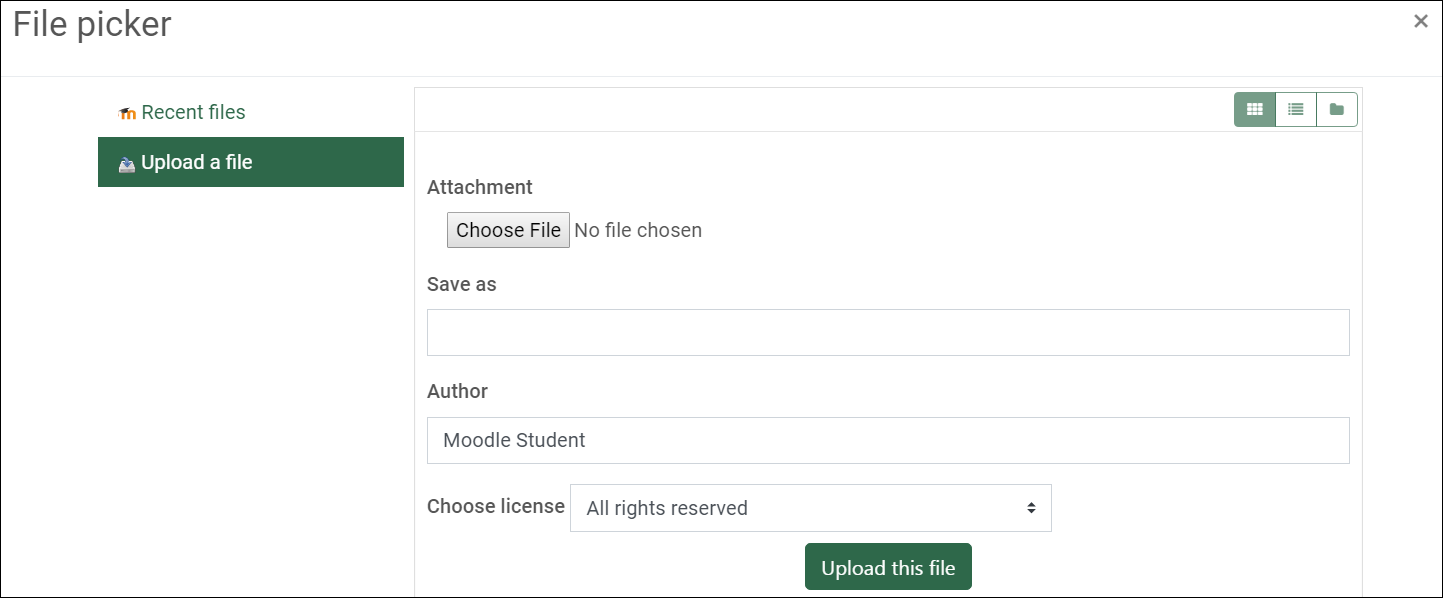 File picker
×
Recent files
Upload a file
Attachment
Choose File No file chosen
Save as
Author
Moodle Student
Choose license All rights reserved
Upload this file